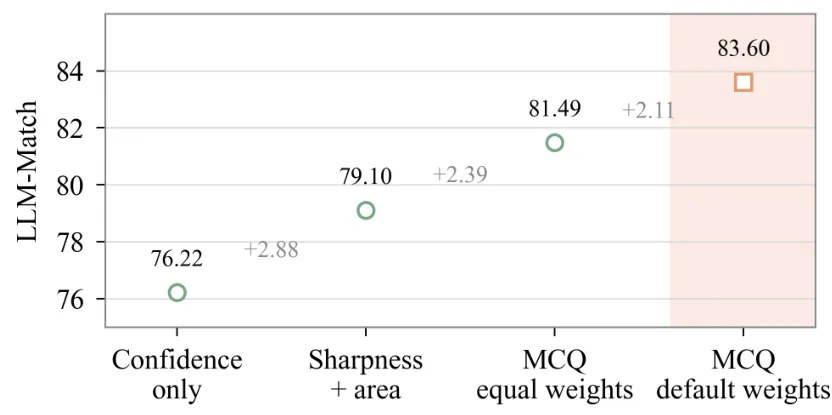 LLM-Match
84
82
80
78
76
76.22
+2.88
79.10
+2.39
81.49
+2.11
83.60
Confidence
only
Sharpness
+ area
MCQ
equal weights
MCQ
default weights